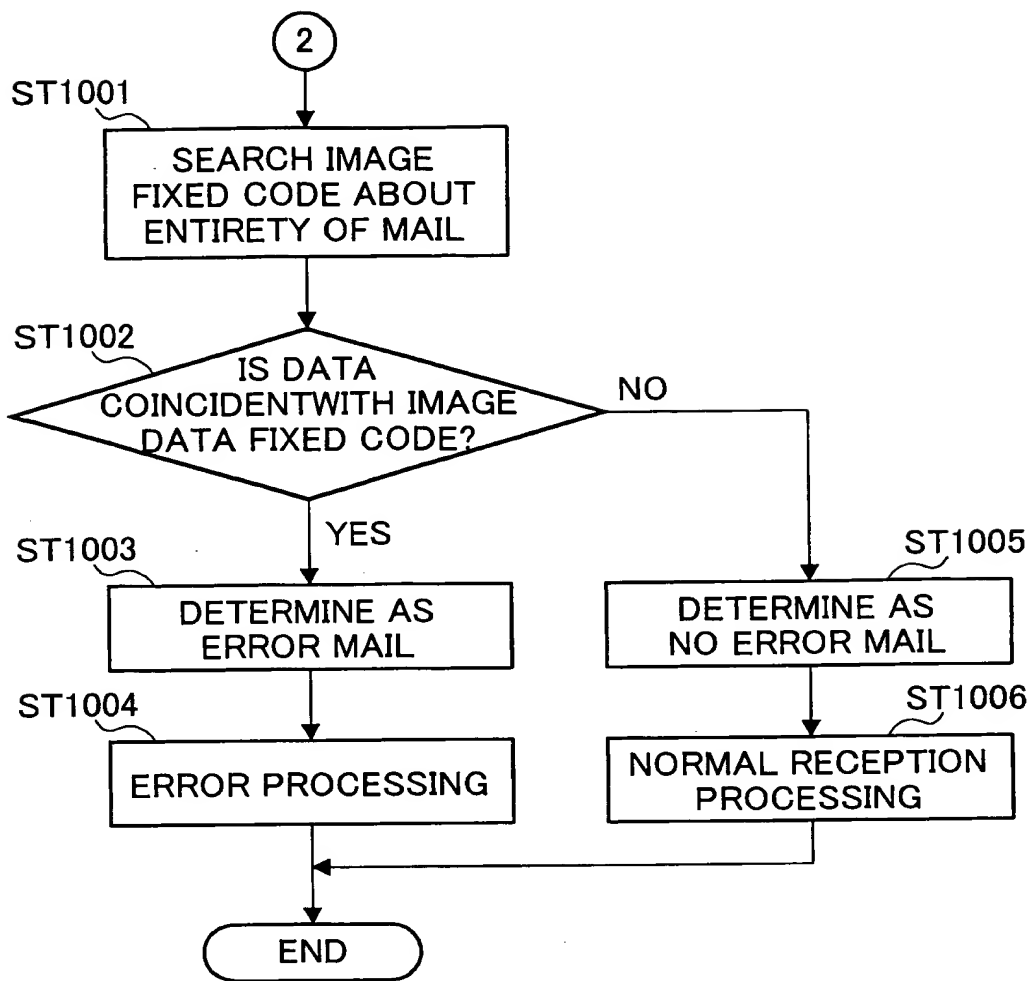 2
ST1001
SEARCH IMAGE
FIXED CODE ABOUT
ENTIRETY OF MAIL
ST1002
IS DATA
COINCIDENTWITH IMAGE
DATA FIXED CODE?
NO
YES
ST1003
DETERMINE AS
ERROR MAIL
ST1005
DETERMINE AS
NO ERROR MAIL
ST1004
ERROR PROCESSING
ST1006
NORMAL RECEPTION
PROCESSING
END